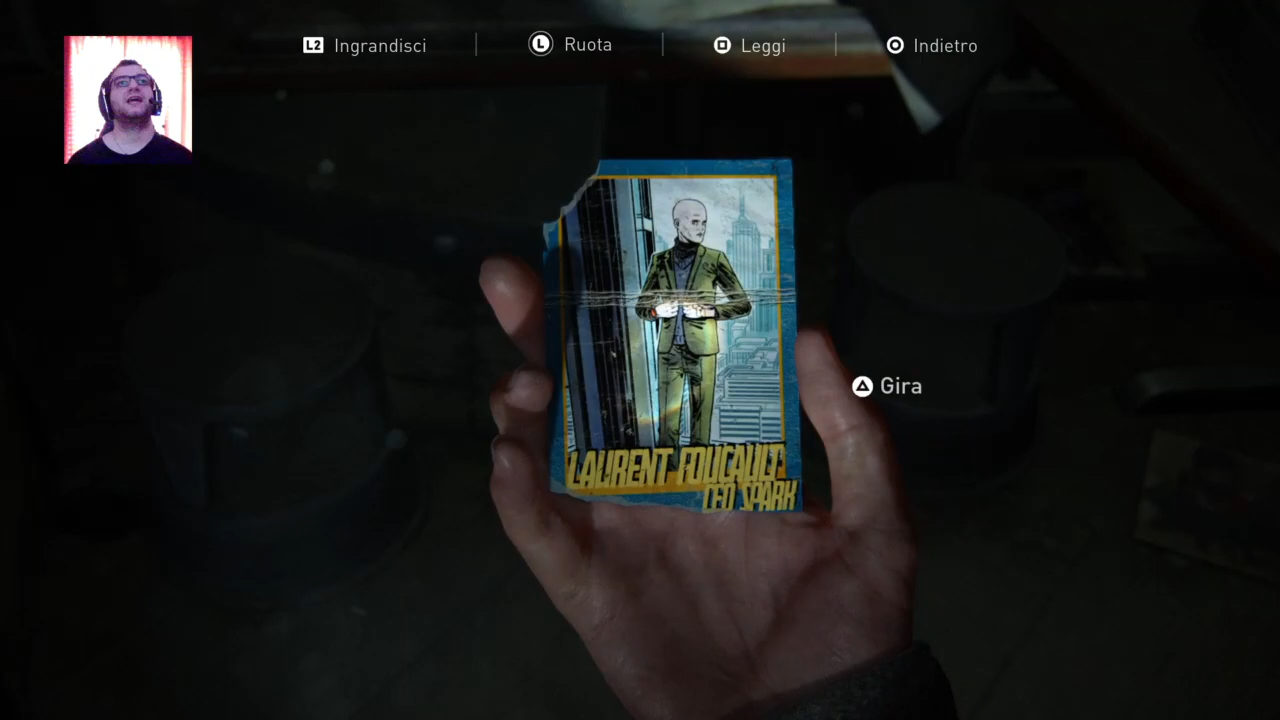 L2 Ingrandisci
L Ruota
Leggi
Indietro
Gira
LAURENT FOUCAULT
CEO SPARK